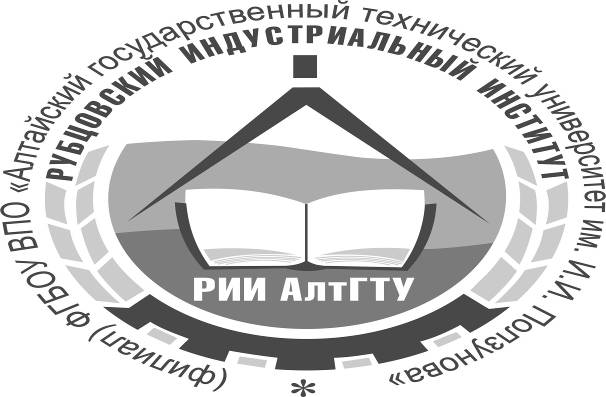 РУБЦОВСКИЙ ИНДУСТРИАЛЬНЫЙ ИНСТИТУТ
(филиал) ФГБОУ ВПО «Алтайский государственный технический университет им. И.И. Ползунова»
*
РИИ АлтГТУ